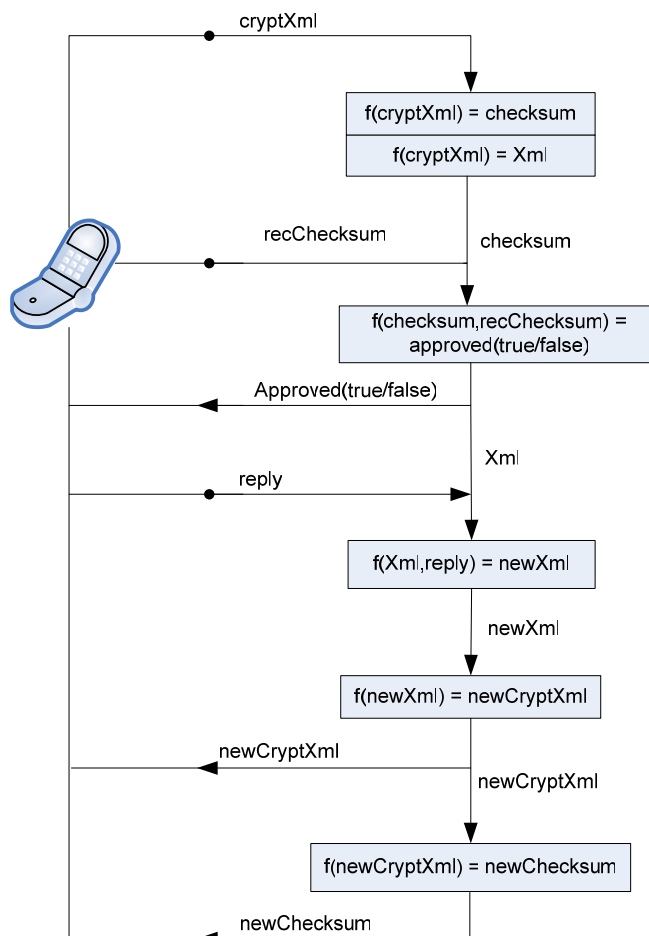 cryptXml
f(cryptXml) = checksum
f(cryptXml) = Xml
recChecksum
checksum
f(checksum,recChecksum) =
approved(true/false)
Approved(true/false)
Xml
reply
f(Xml,reply) = newXml
newXml
f(newXml) = newCryptXml
newCryptXml
newCryptXml
f(newCryptXml) = newChecksum
newChecksum